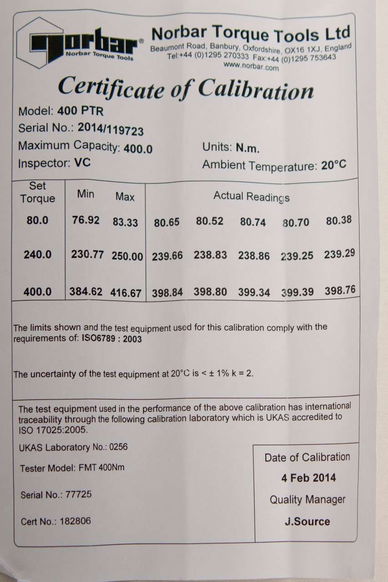 norbar®
Norbar Torque Tools
Norbar Torque Tools Ltd
Beaumont Road, Banbury, Oxfordshire, OX16 1XJ, England
Tel:+44 (0)1295 270333 Fax:+44 (0)1295 753643
www.norbar.com
Certificate of Calibration
Model: 400 PTR
Serial No.: 2014/119723
Maximum Capacity: 400.0 Units: N.m.
Inspector: VC Ambient Temperature: 20°C
Set Torque Min Max Actual Readings
80.0 76.92 83.33 80.65 80.52 80.74 80.70 80.38
240.0 230.77 250.00 239.66 238.83 238.86 239.25 239.29
400.0 384.62 416.67 398.84 398.80 399.34 399.39 398.76
The limits shown and the test equipment used for this calibration comply with the
requirements of: ISO6789 : 2003
The uncertainty of the test equipment at 20°C is < ± 1% k = 2.
The test equipment used in the performance of the above calibration has international
traceability through the following calibration laboratory which is UKAS accredited to
ISO 17025:2005.
UKAS Laboratory No.: 0256
Tester Model: FMT 400Nm
Serial No.: 77725
Cert No.: 182806
Date of Calibration
4 Feb 2014
Quality Manager
J.Source